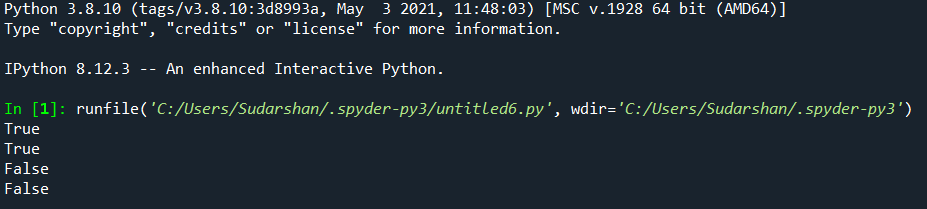 Python 3.8.10 (tags/v3.8.10:3d8993a, May  3 2021, 11:48:03) [MSC v.1928 64 bit (AMD64)]
Type "copyright", "credits" or "license" for more information.
IPython 8.12.3 -- An enhanced Interactive Python.
In [1]: runfile('C:/Users/Sudarshan/.spyder-py3/untitled6.py', wdir='C:/Users/Sudarshan/.spyder-py3')
True
True
False
False